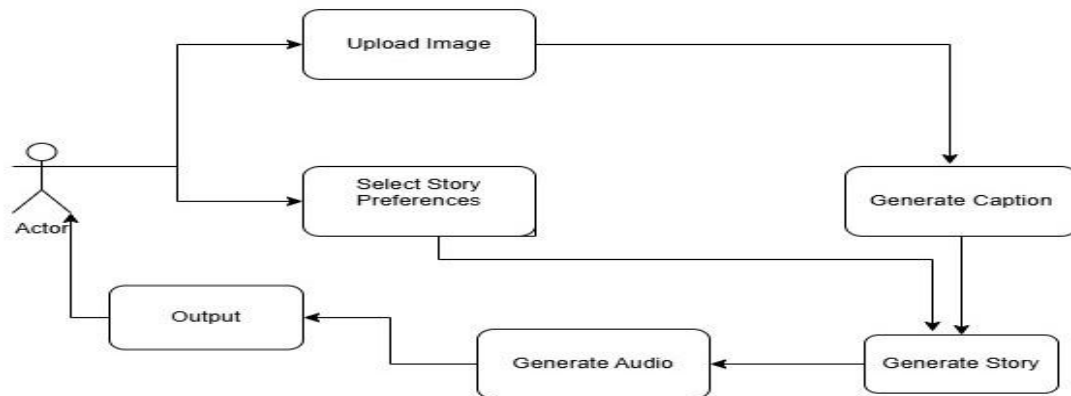 Upload Image
Select Story
Preferences
Generate Caption
Actor
Output
Generate Audio
Generate Story